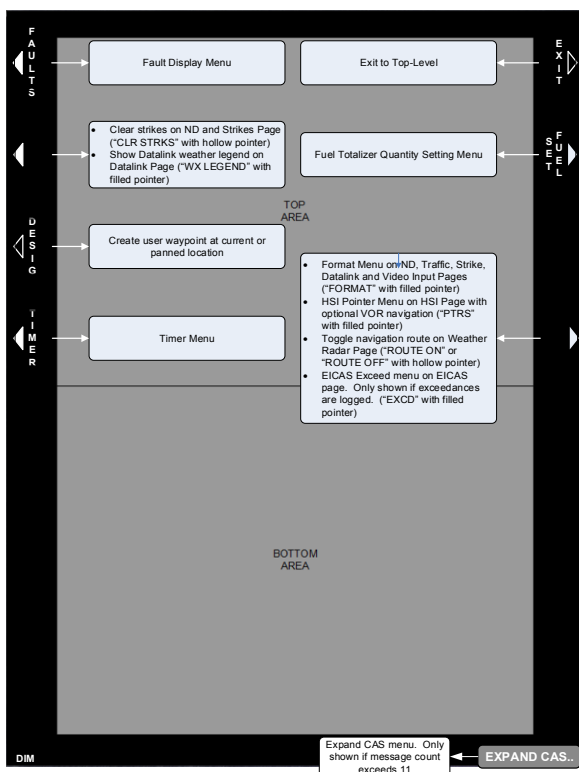 FAULTS
Fault Display Menu
Exit to Top-Level
EXIT
• Clear strikes on ND and Strikes Page
("CLR STRKS" with hollow pointer)
• Show Datalink weather legend on
Datalink Page ("WX LEGEND" with
filled pointer)
Fuel Totalizer Quantity Setting Menu
SET
FUEL
TOP
AREA
DESIG
Create user waypoint at current or
panned location
TIMER
Timer Menu
• Format Menu on ND, Traffic, Strike,
Datalink and Video Input Pages
("FORMAT" with filled pointer)
• HSI Pointer Menu on HSI Page with
optional VOR navigation ("PTRS"
with filled pointer)
• Toggle navigation route on Weather
Radar Page ("ROUTE ON" or
"ROUTE OFF" with hollow pointer)
• EICAS Exceed menu on EICAS
page. Only shown if exceedances
are logged. ("EXCD" with filled
pointer)
BOTTOM
AREA
DIM
Expand CAS menu. Only
shown if message count
exceeds 11
EXPAND CAS..